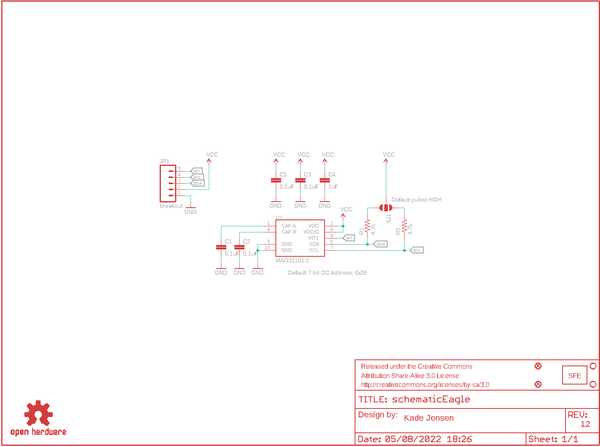 JP1
VCC
INT
SCL
SDA
breakout
GND
VCC
VCC
VCC
VCC
C5
0.1uF
C3
0.1uF
C4
1uF
GND
GND
GND
Default pulled HIGH
SJ1
VCC
R1
4.7k
R2
4.7k
U1
CAP-A
CAP-R
GND
GND
VDD
VDDIO
INT1
SDA
SCL
INT
SDA
SCL
C1
0.1uF
C2
0.1uF
GND
GND
GND
Default 7-bit I2C Address: 0x0E
Released under the Creative Commons
Attribution Share-Alike 3.0 License
http://creativecommons.org/licenses/by-sa/3.0
SFE
TITLE: schematicEagle
Design by: Kade Jensen
REV:
12
Date: 05/08/2022 18:26
Sheet: 1/1
open hardware